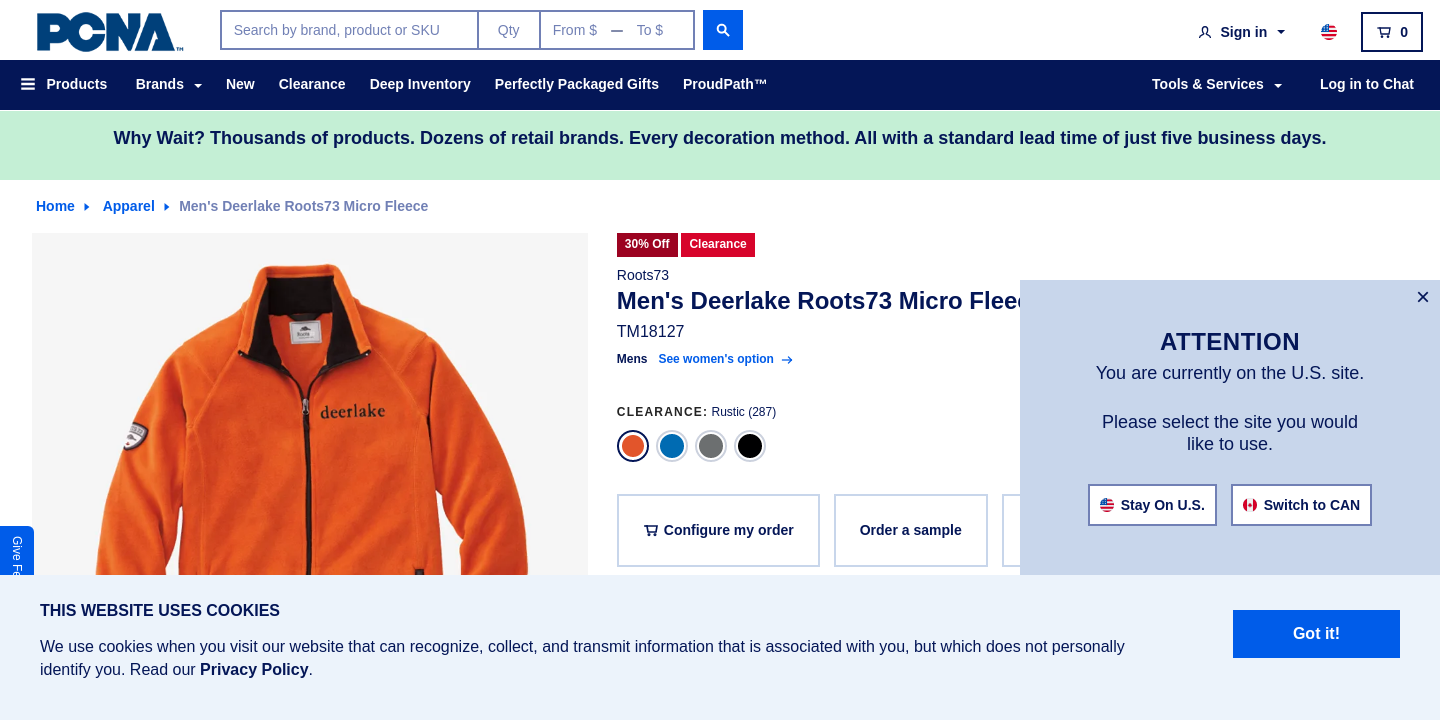 PCNA™
Search by brand, product or SKU
Qty
From $ — To $
Sign in
0
Products
Brands
New
Clearance
Deep Inventory
Perfectly Packaged Gifts
ProudPath™
Tools & Services
Log in to Chat
Why Wait? Thousands of products. Dozens of retail brands. Every decoration method. All with a standard lead time of just five business days.
Home
Apparel
Men's Deerlake Roots73 Micro Fleece
deerlake
30% Off
Clearance
Roots73
Men's Deerlake Roots73 Micro Flee
TM18127
Mens See women's option
CLEARANCE: Rustic (287)
Configure my order
Order a sample
×
ATTENTION
You are currently on the U.S. site.
Please select the site you would
like to use.
Stay On U.S.
Switch to CAN
Give Fe
THIS WEBSITE USES COOKIES
We use cookies when you visit our website that can recognize, collect, and transmit information that is associated with you, but which does not personally
identify you. Read our Privacy Policy.
Got it!